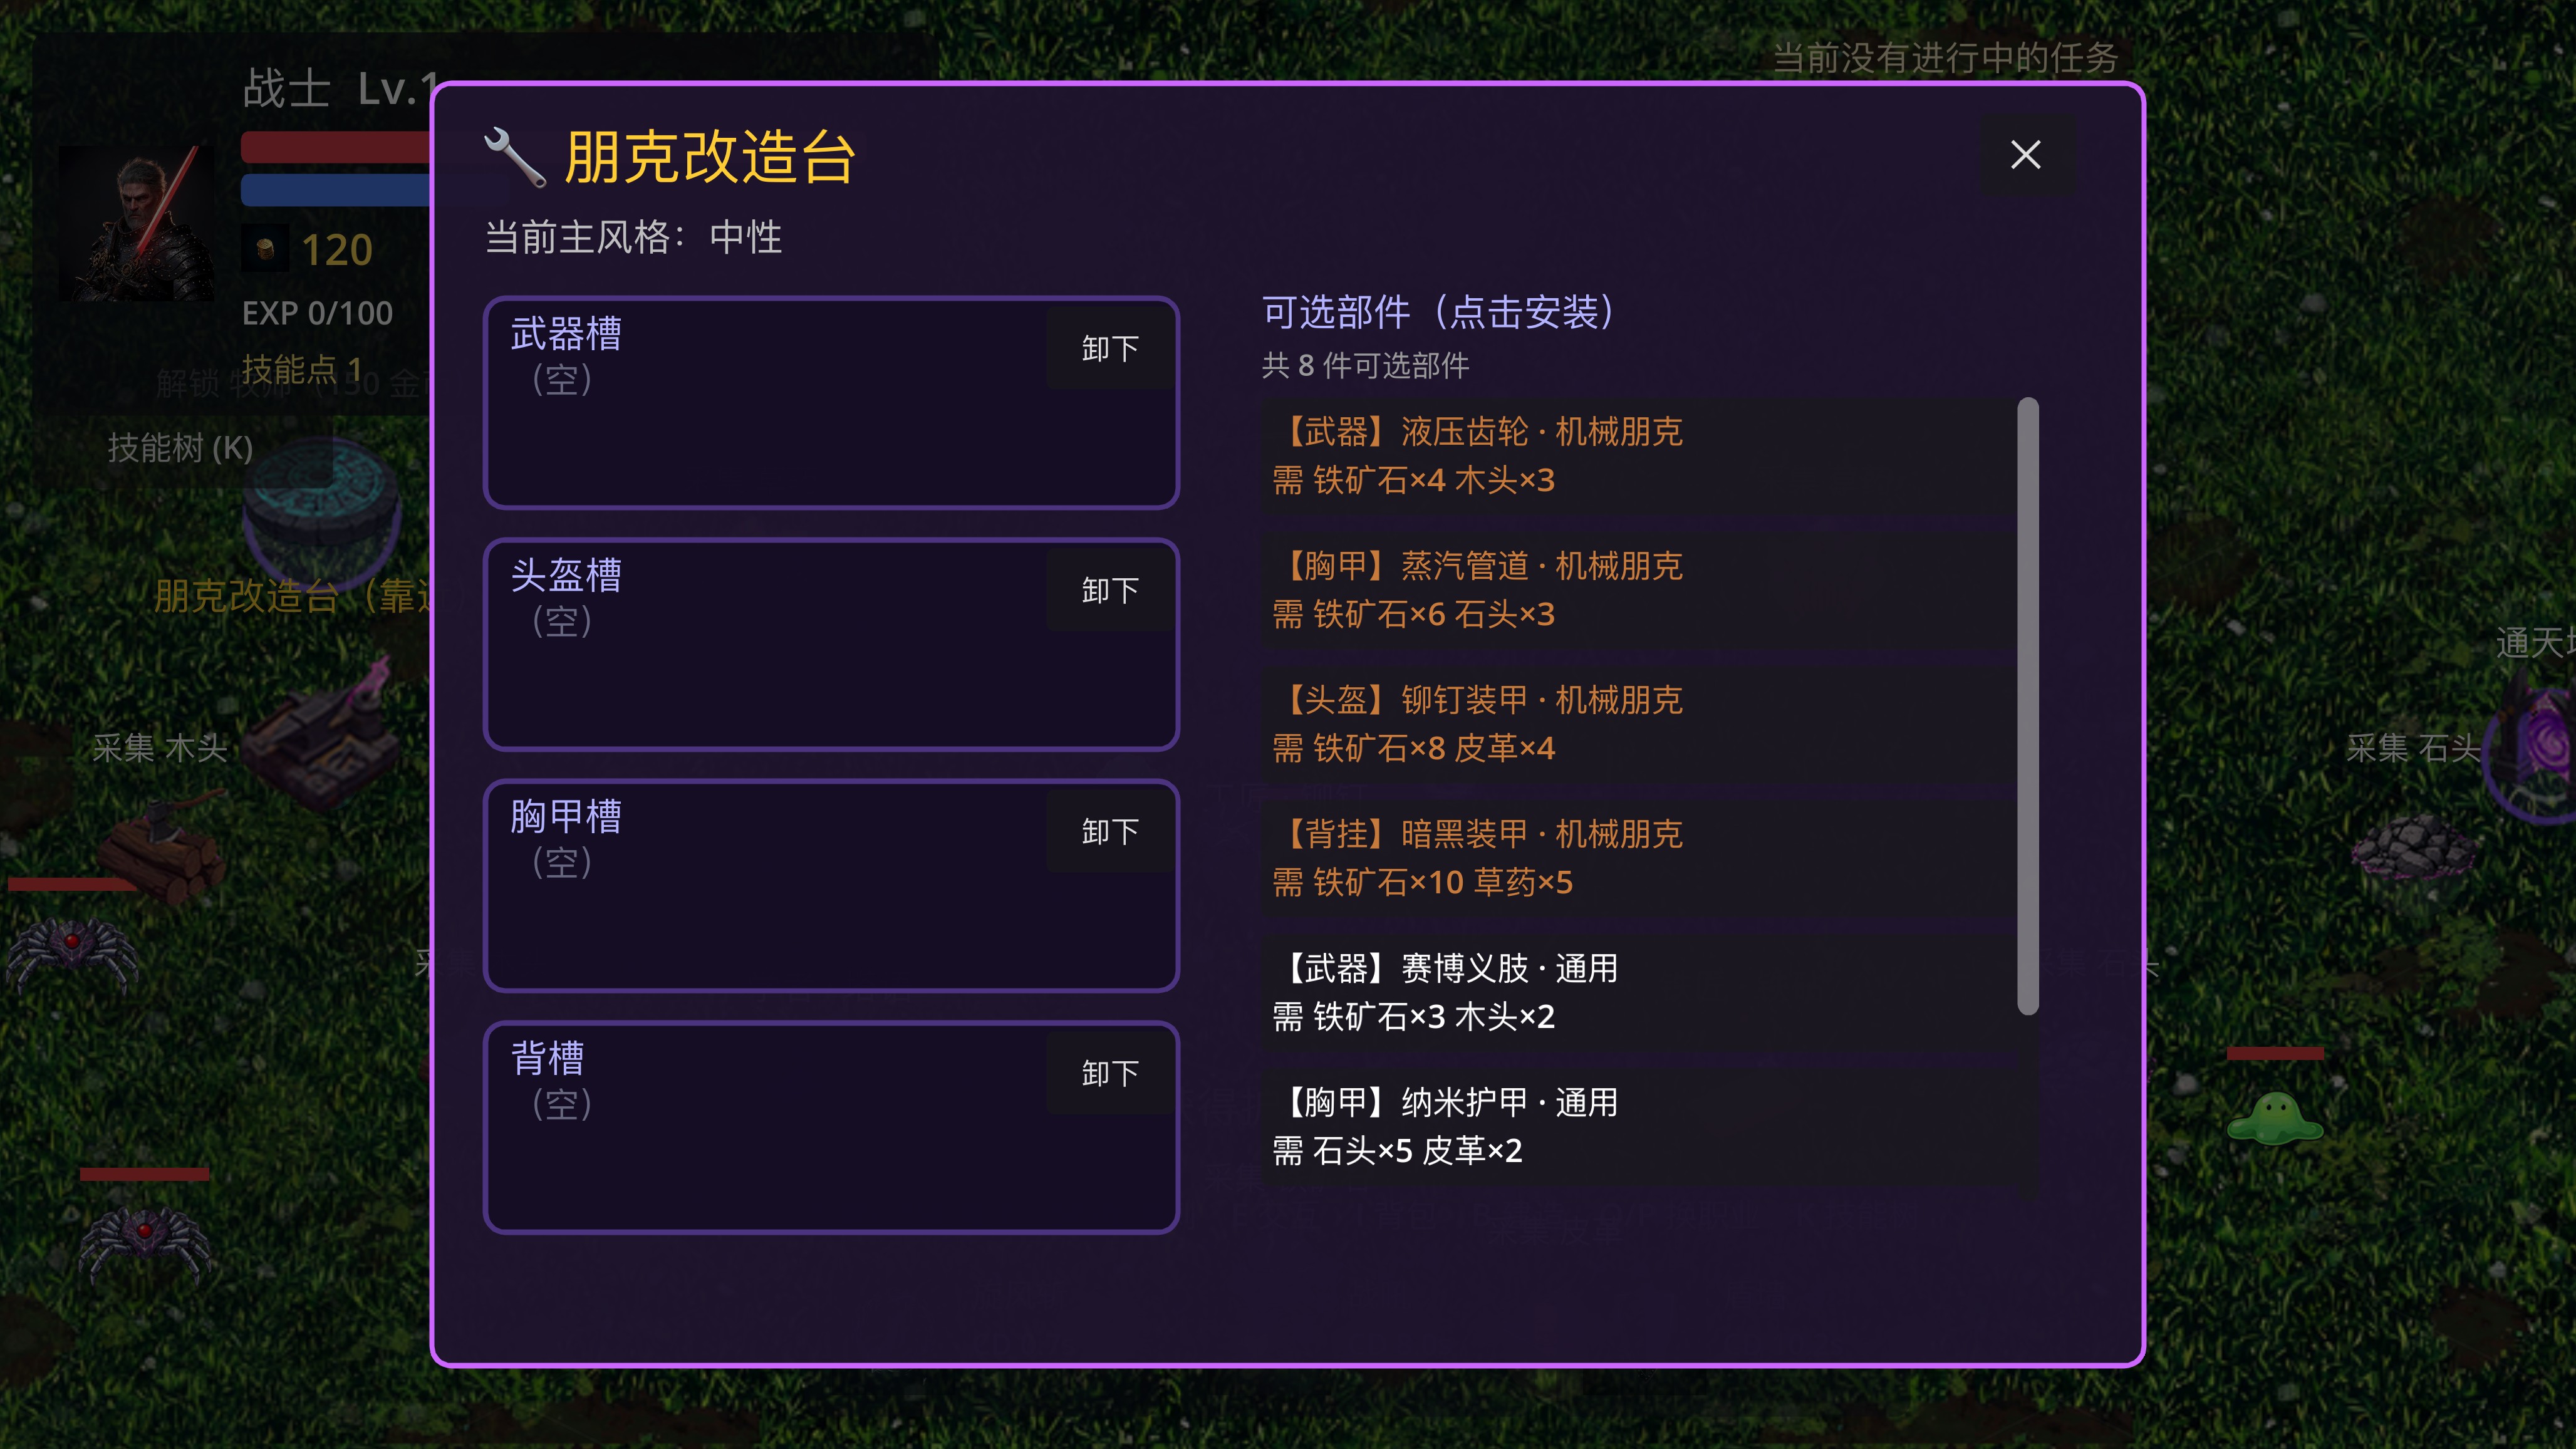 战士 Lv.1
120
EXP 0/100
技能点 1
技能树 (K)
当前没有进行中的任务
朋克改造台
当前主风格：中性
武器槽
卸下
（空）
头盔槽
卸下
（空）
胸甲槽
卸下
（空）
背槽
卸下
（空）
可选部件（点击安装）
共 8 件可选部件
【武器】液压齿轮 · 机械朋克
需 铁矿石×4 木头×3
【胸甲】蒸汽管道 · 机械朋克
需 铁矿石×6 石头×3
【头盔】铆钉装甲 · 机械朋克
需 铁矿石×8 皮革×4
【背挂】暗黑装甲 · 机械朋克
需 铁矿石×10 草药×5
【武器】赛博义肢 · 通用
需 铁矿石×3 木头×2
【胸甲】纳米护甲 · 通用
需 石头×5 皮革×2
朋克改造台（靠近
采集 木头
通天
采集 石头